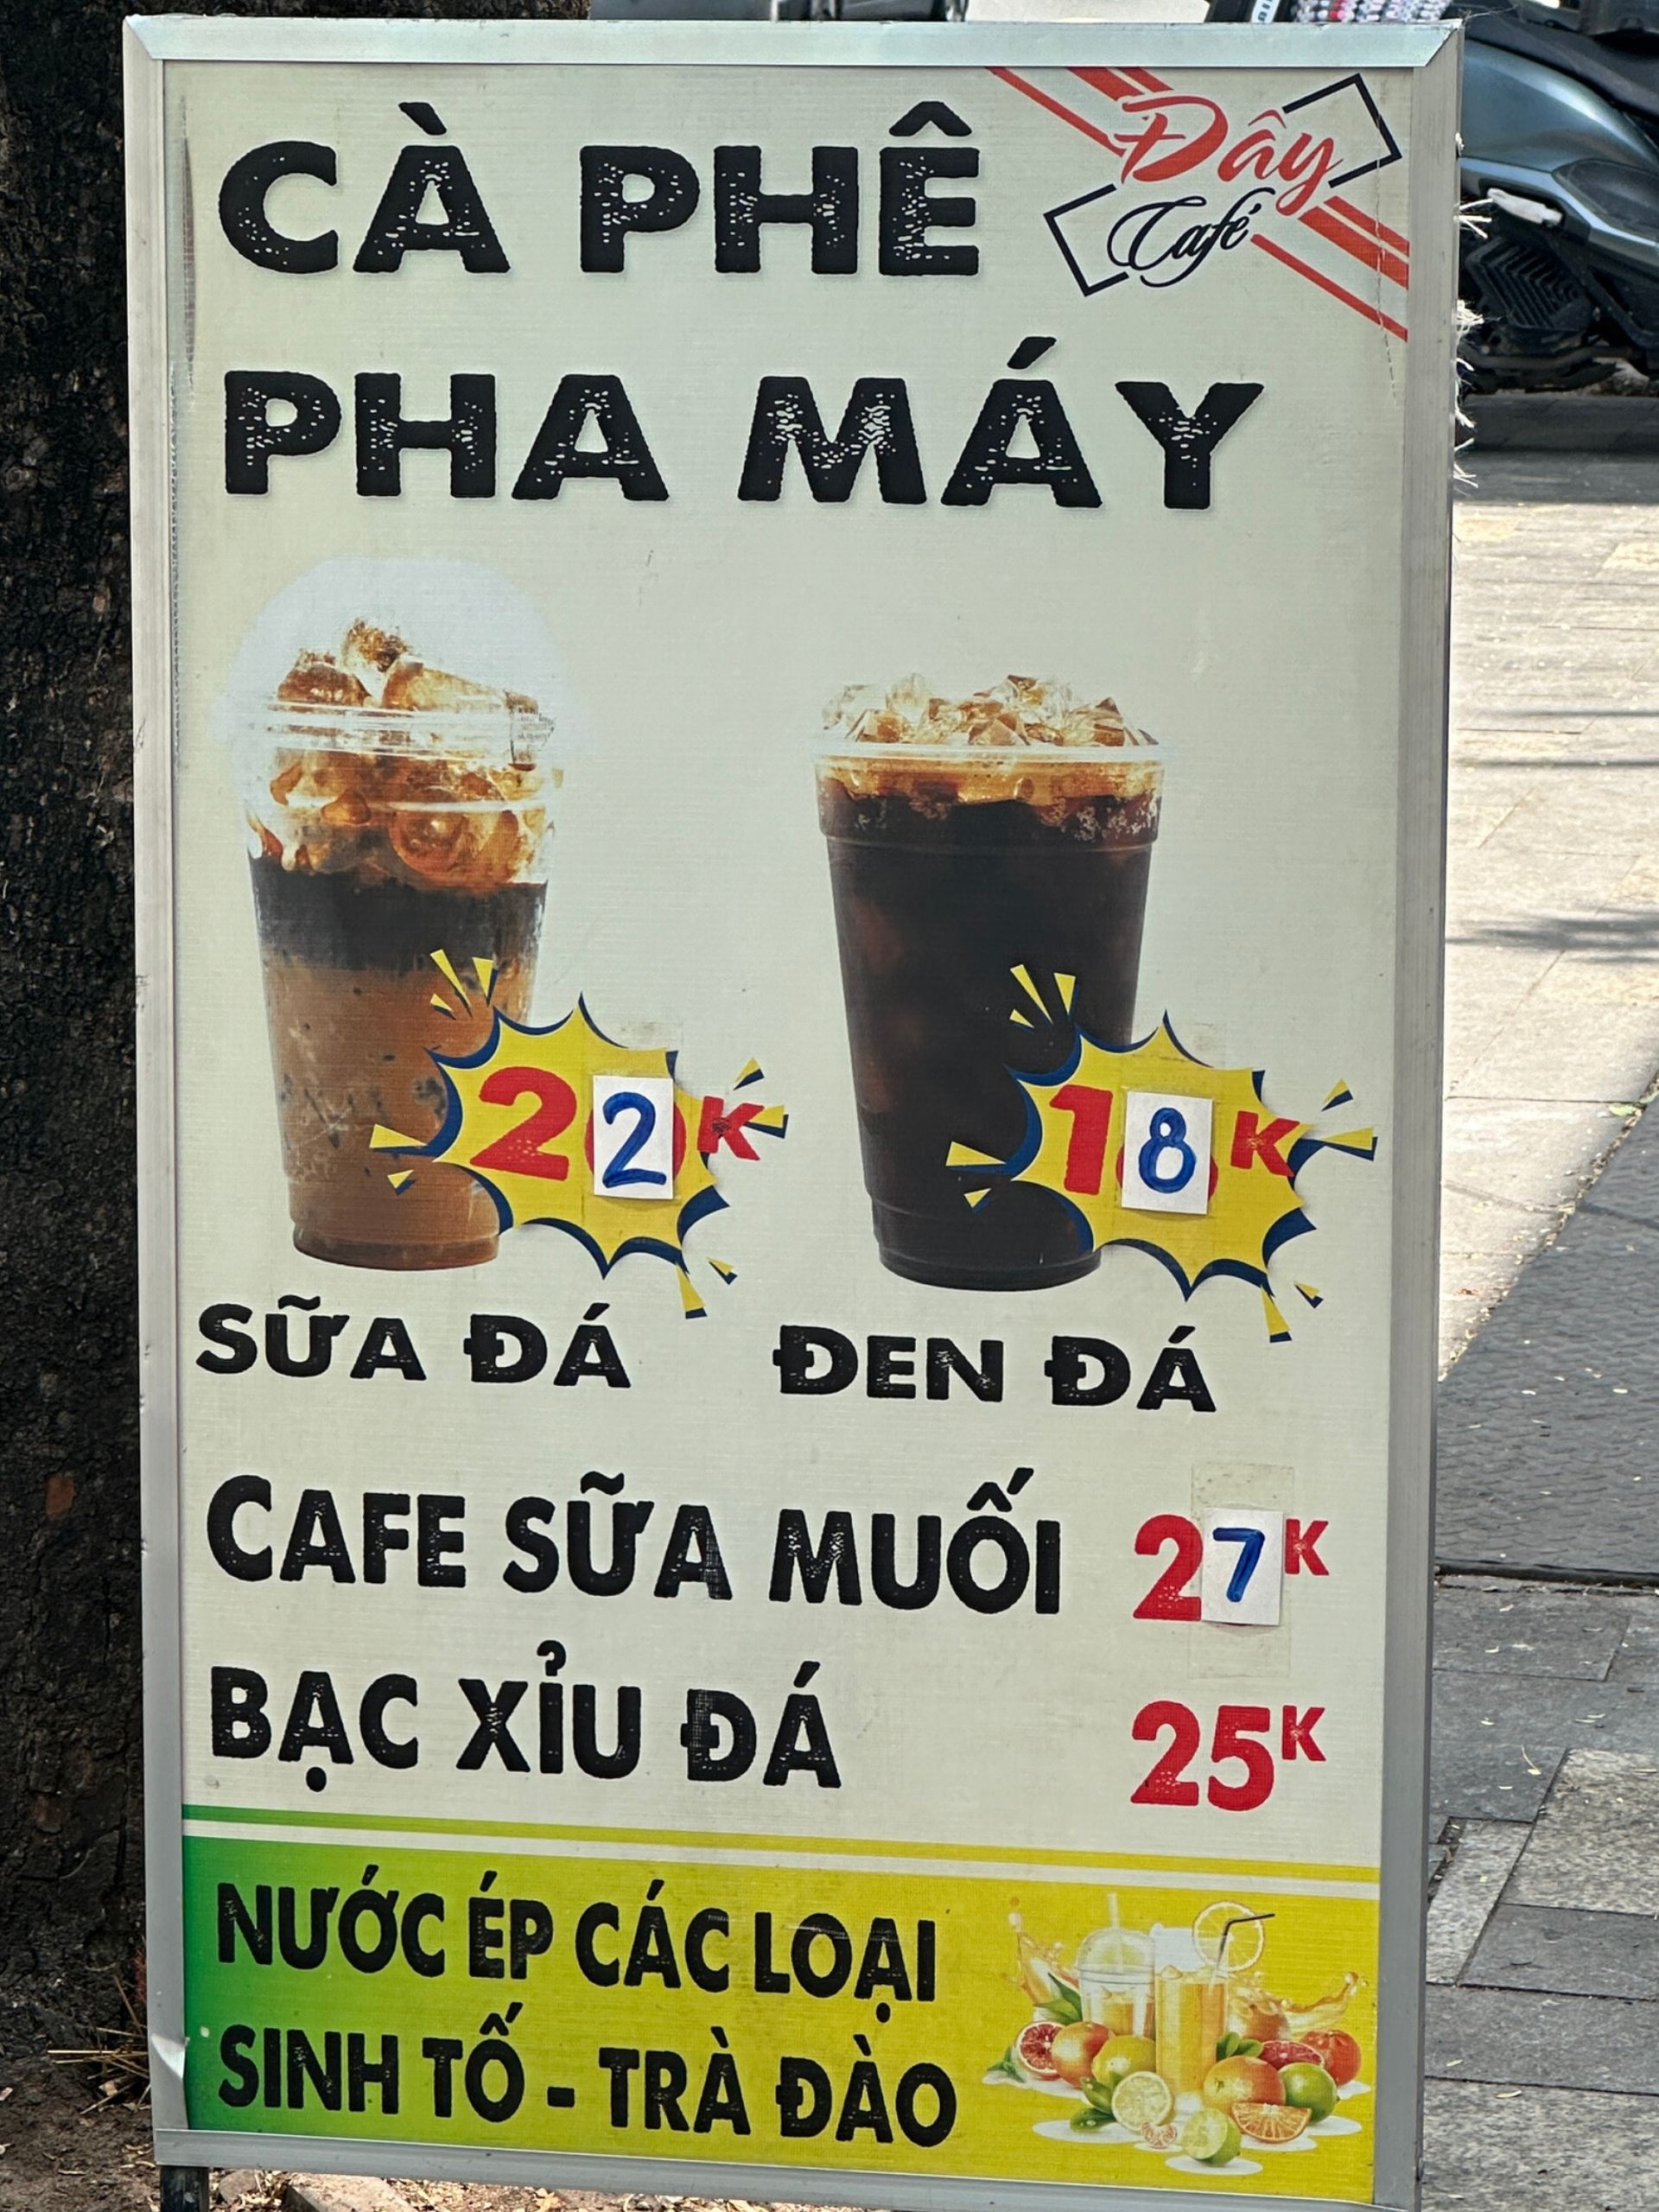 Đây
Café
CÀ PHÊ
PHA MÁY
22K
18K
SỮA ĐÁ
ĐEN ĐÁ
CAFE SỮA MUỐI 27K
BẠC XỈU ĐÁ 25K
NƯỚC ÉP CÁC LOẠI
SINH TỐ - TRÀ ĐÀO